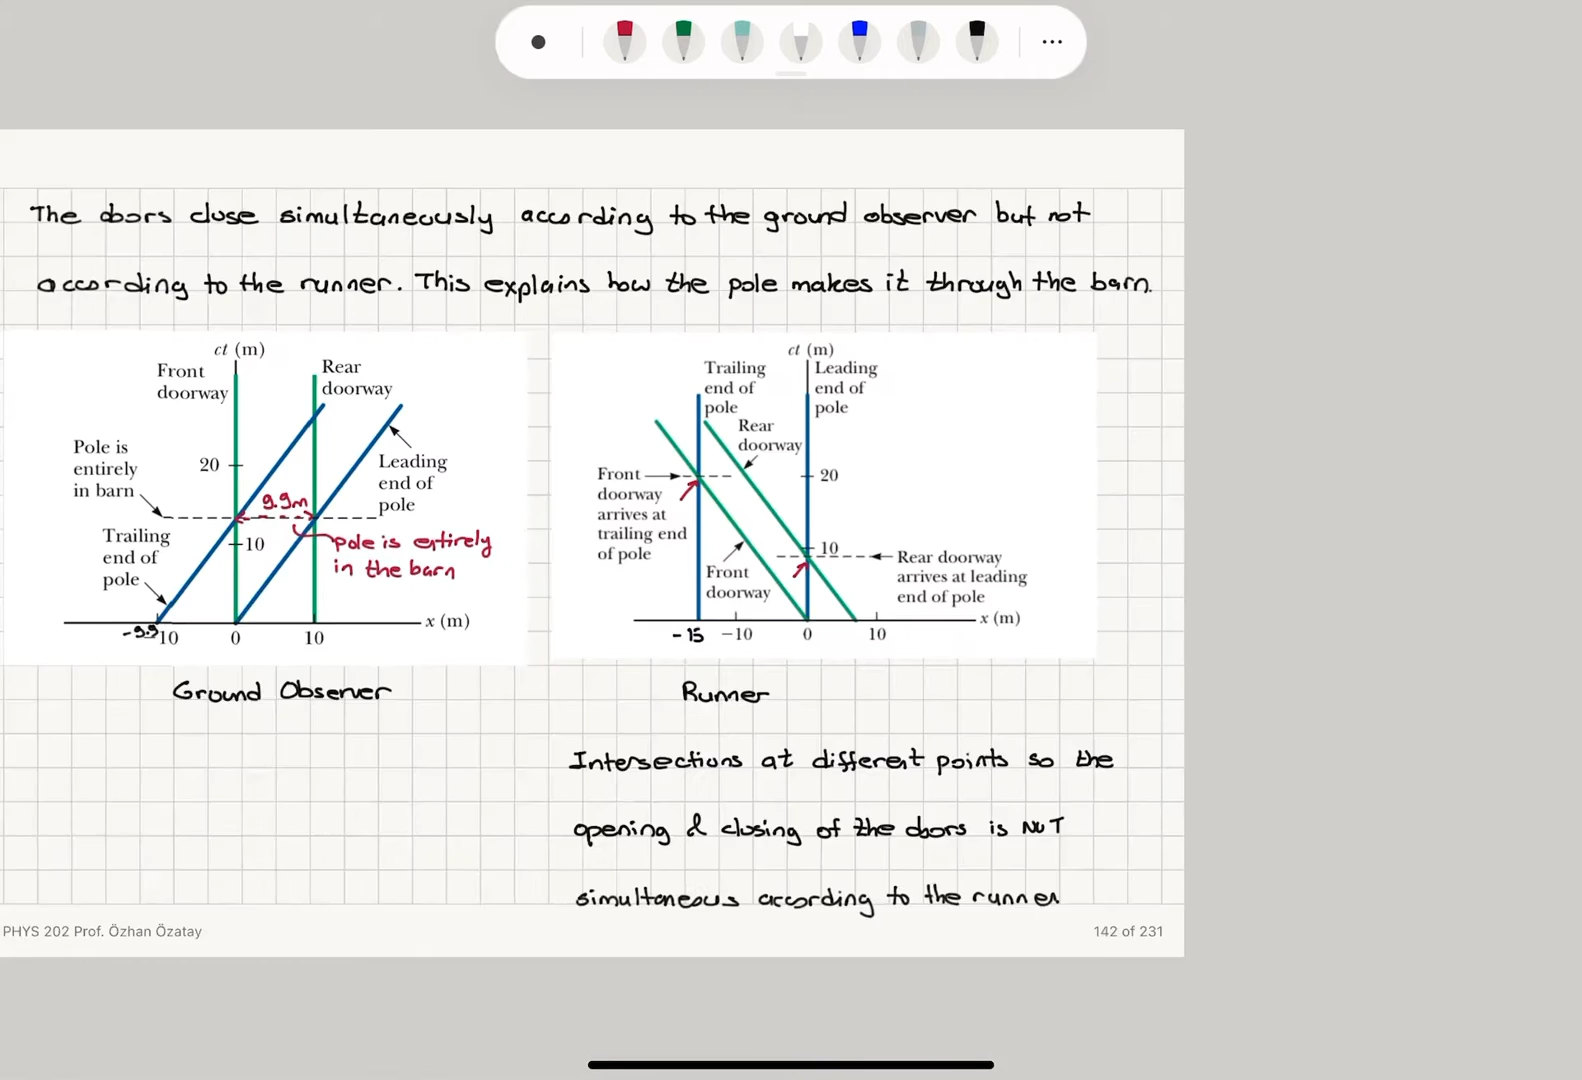 The doors close simultaneously according to the ground observer but not
according to the runner. This explains how the pole makes it through the barn.
ct (m)
Front
doorway
Rear
doorway
Pole is
entirely
in barn
20
Leading
end of
pole
9.9m
Trailing
end of
pole
10
pole is entirely
in the barn
x (m)
-9.9
10
0
10
Ground Observer
ct (m)
Trailing
end of
pole
Leading
end of
pole
Rear
doorway
Front
doorway
arrives at
trailing end
of pole
20
10
Rear doorway
arrives at leading
end of pole
Front
doorway
x (m)
-15
−10
0
10
Runner
Intersections at different points so the
opening & closing of the doors is NOT
simultaneous according to the runner
PHYS 202 Prof. Özhan Özatay
142 of 231